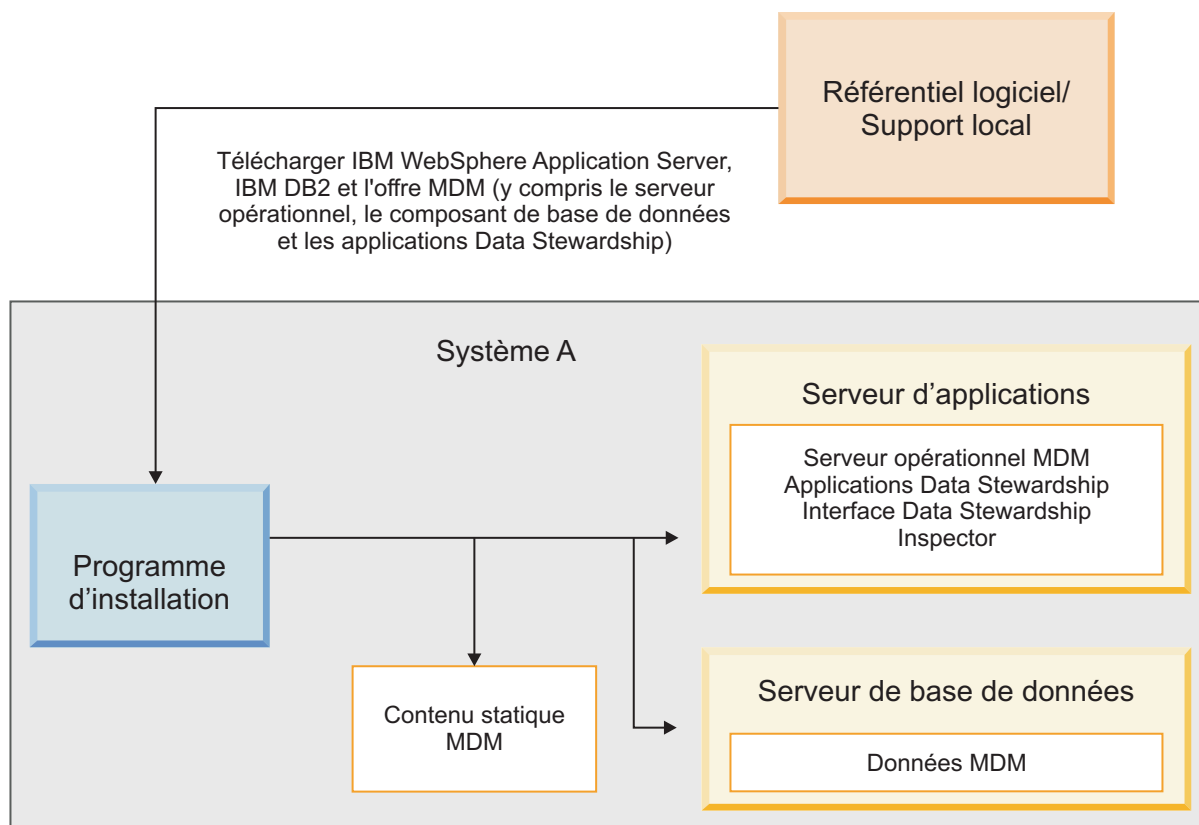 Référentiel logiciel/
Support local
Télécharger IBM WebSphere Application Server,
IBM DB2 et l'offre MDM (y compris le serveur
opérationnel, le composant de base de données
et les applications Data Stewardship)
Système A
Serveur d’applications
Serveur opérationnel MDM
Applications Data Stewardship
Interface Data Stewardship
Inspector
Programme
d’installation
Contenu statique
MDM
Serveur de base de données
Données MDM